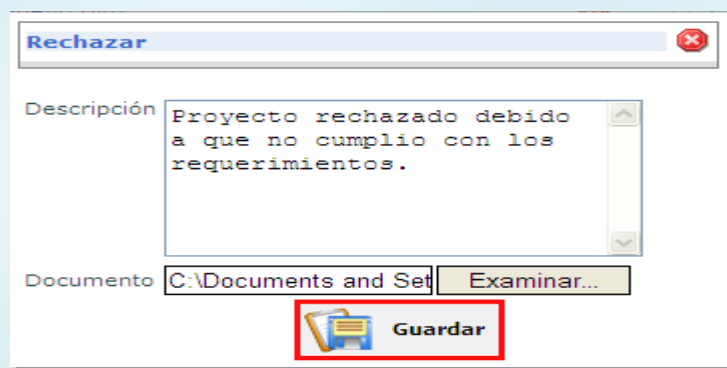 Rechazar
Descripción
Proyecto rechazado debido
a que no cumplio con los
requerimientos.
Documento C:\Documents and Set Examinar...
Guardar